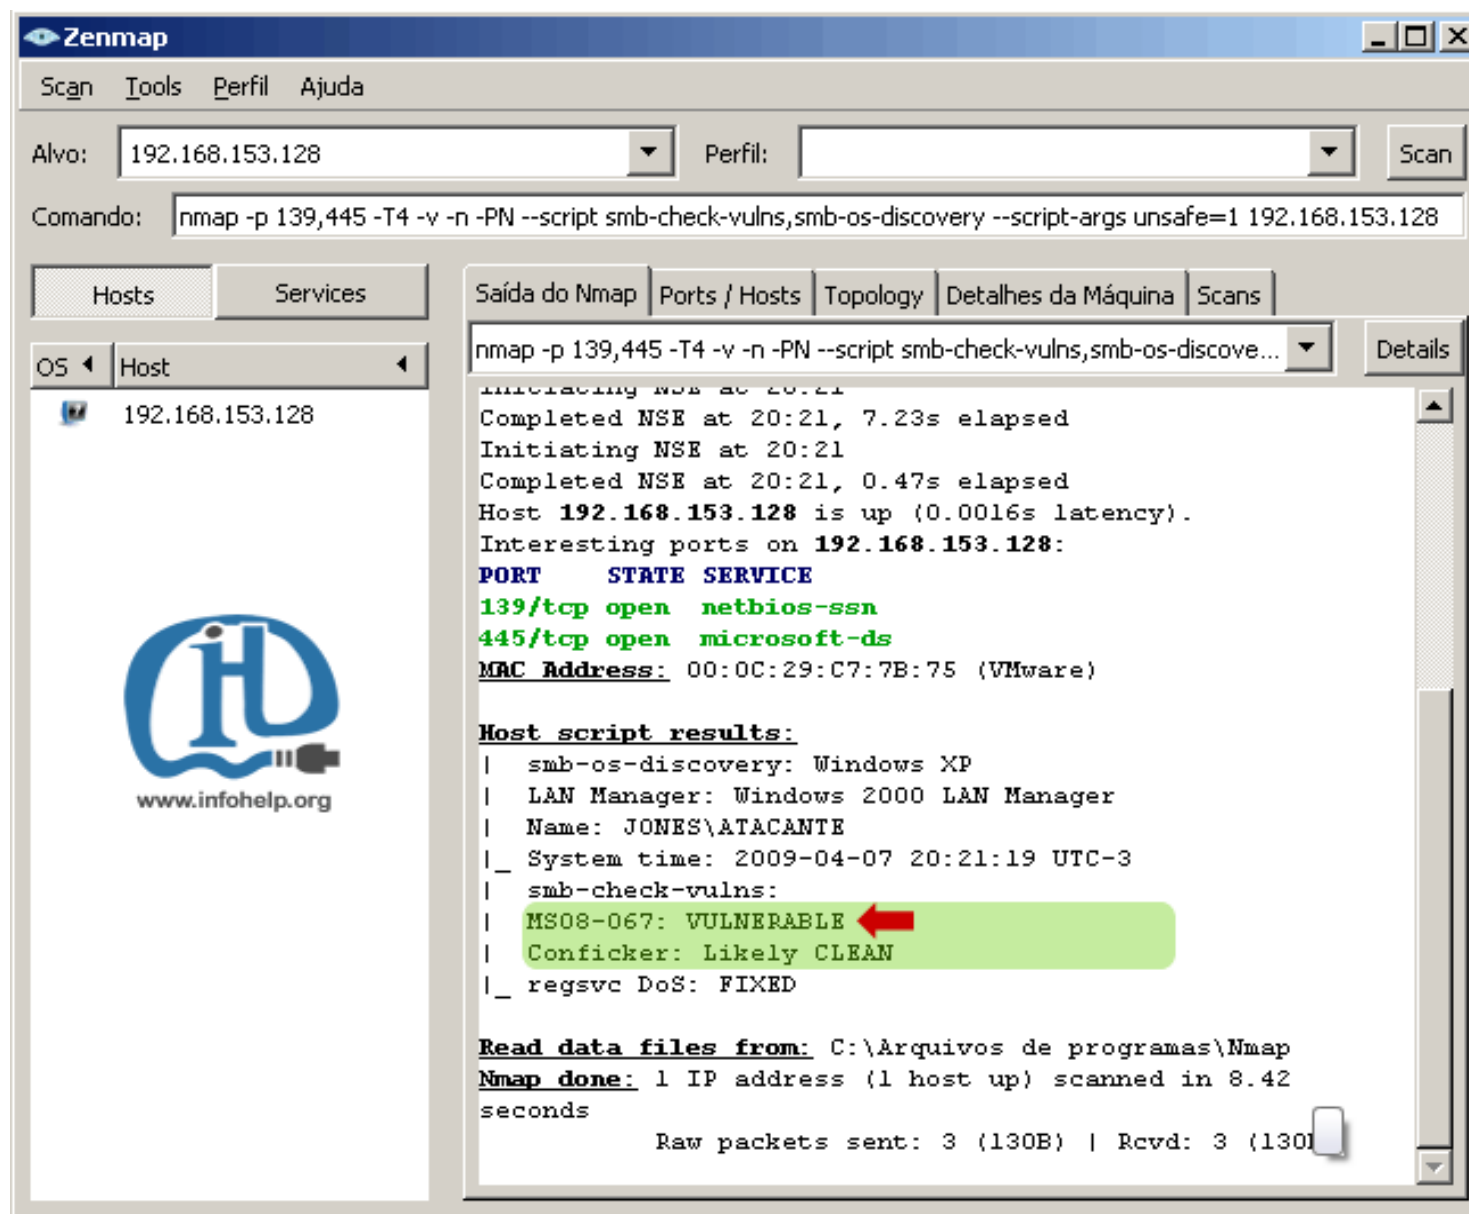 Zenmap
Scan Tools Perfil Ajuda
Alvo: 192.168.153.128 Perfil: Scan
Comando: nmap -p 139,445 -T4 -v -n -PN --script smb-check-vulns,smb-os-discovery --script-args unsafe=1 192.168.153.128
Hosts Services
Saída do Nmap Ports / Hosts Topology Detalhes da Máquina Scans
nmap -p 139,445 -T4 -v -n -PN --script smb-check-vulns,smb-os-discove... Details
OS Host
192.168.153.128
www.infohelp.org
Initiating NSE at 20:21
Completed NSE at 20:21, 7.23s elapsed
Initiating NSE at 20:21
Completed NSE at 20:21, 0.47s elapsed
Host 192.168.153.128 is up (0.0016s latency).
Interesting ports on 192.168.153.128:
PORT STATE SERVICE
139/tcp open netbios-ssn
445/tcp open microsoft-ds
MAC Address: 00:0C:29:C7:7B:75 (VMware)
Host script results:
| smb-os-discovery: Windows XP
| LAN Manager: Windows 2000 LAN Manager
| Name: JONES\ATACANTE
|_ System time: 2009-04-07 20:21:19 UTC-3
| smb-check-vulns:
| MS08-067: VULNERABLE
| Conficker: Likely CLEAN
|_ regsvc DoS: FIXED
Read data files from: C:\Arquivos de programas\Nmap
Nmap done: 1 IP address (1 host up) scanned in 8.42
seconds
Raw packets sent: 3 (130B) | Rcvd: 3 (130